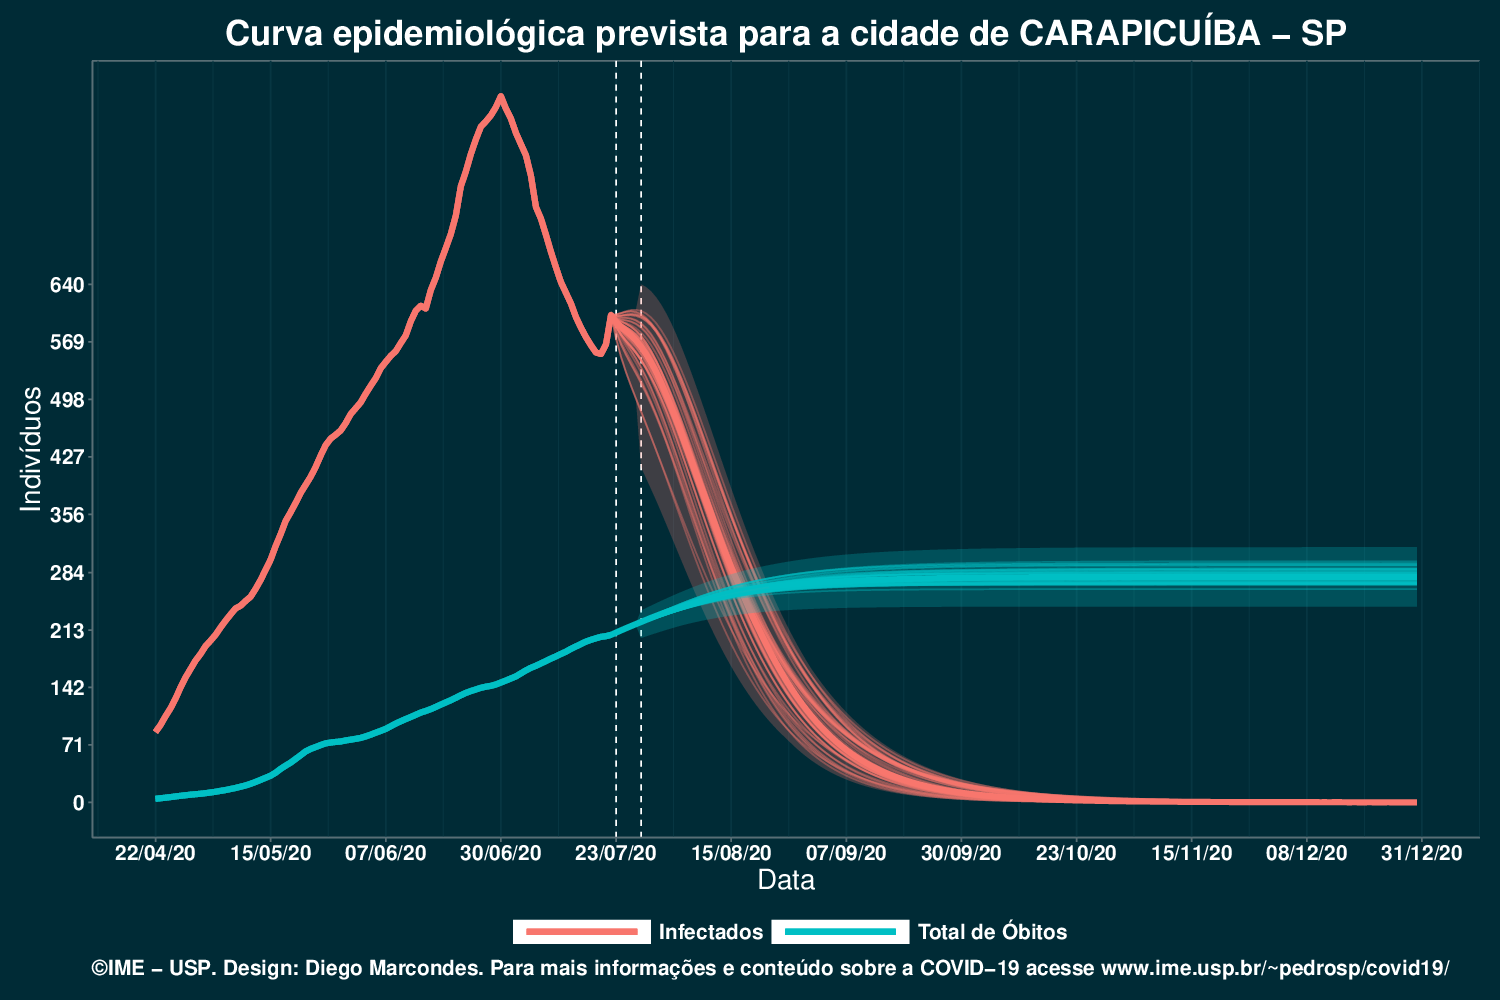 Curva epidemiológica prevista para a cidade de CARAPICUÍBA – SP
640
569
498
427
356
284
213
142
71
0
Indivíduos
22/04/20 15/05/20 07/06/20 30/06/20 23/07/20 15/08/20 07/09/20 30/09/20 23/10/20 15/11/20 08/12/20 31/12/20
Data
Infectados Total de Óbitos
©IME – USP. Design: Diego Marcondes. Para mais informações e conteúdo sobre a COVID–19 acesse www.ime.usp.br/~pedrosp/covid19/